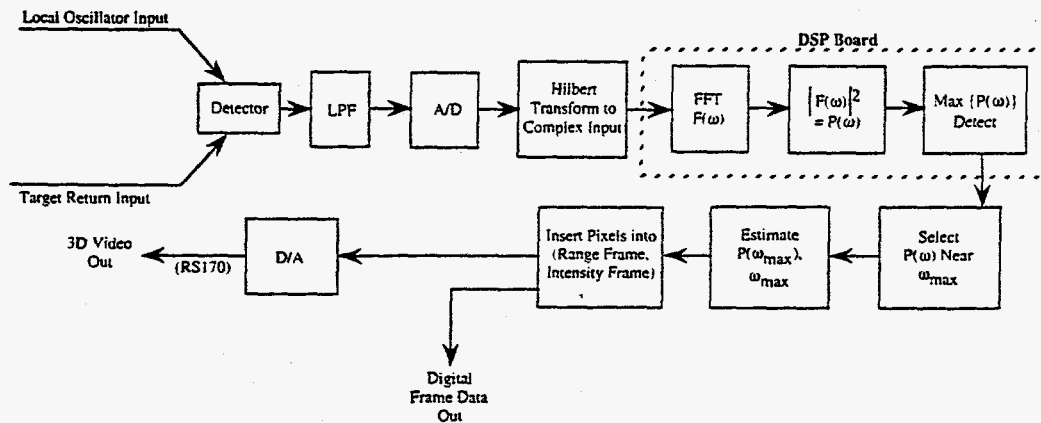 Local Oscillator Input
DSP Board
Detector
LPF
A/D
Hilbert
Transform to
Complex Input
FFT
F(ω)
|F(ω)|²
= P(ω)
Max {P(ω)}
Detect
Target Return Input
3D Video
Out
(RS170)
D/A
Insert Pixels into
(Range Frame,
Intensity Frame)
Estimate
P(ωmax),
ωmax
Select
P(ω) Near
ωmax
Digital
Frame Data
Out